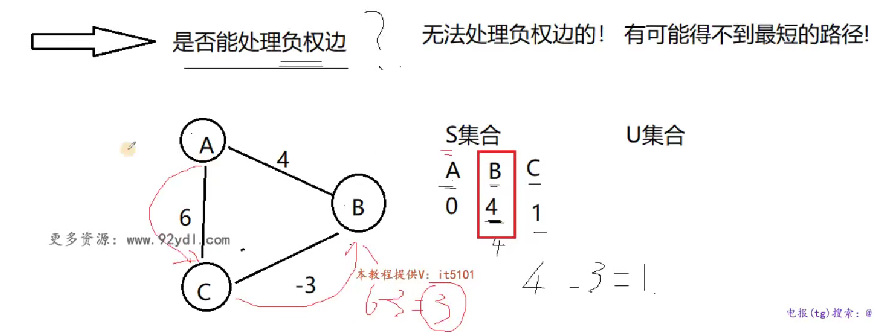 是否能处理负权边 ? 无法处理负权边的! 有可能得不到最短的路径!
S集合 U集合
A B C
0 4 1
4
4 -3=1
A
4
B
6
更多资源：www.92ydl.com
C
-3
本教程提供V: it5101
6-3=3
电报(tg)搜索：@